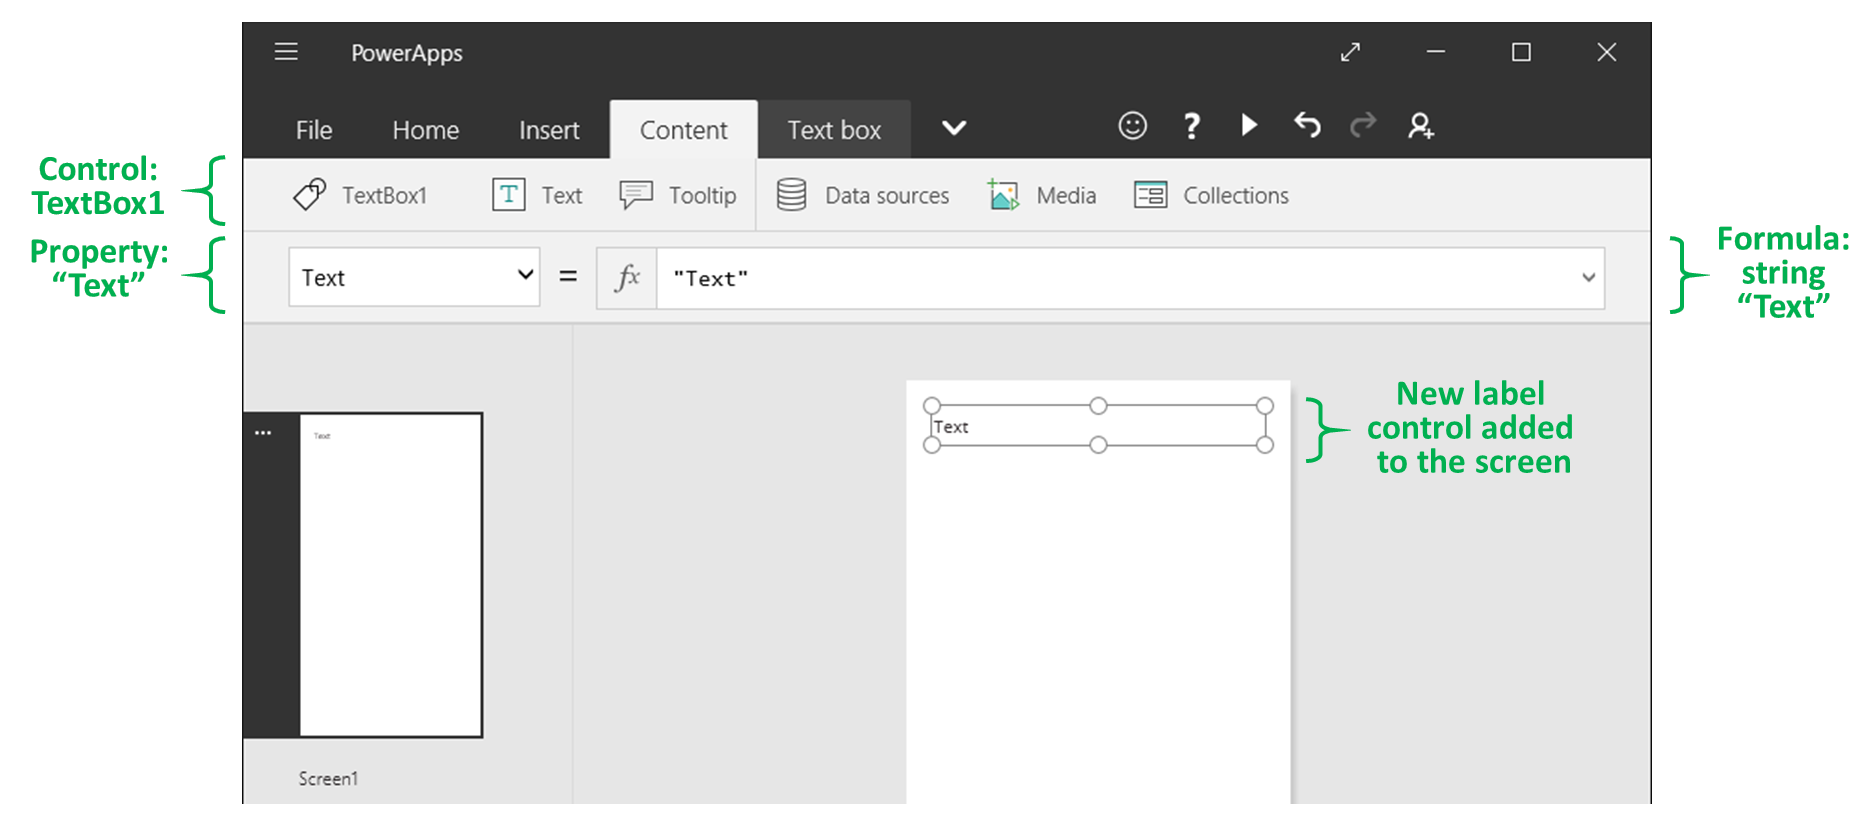 PowerApps
File Home Insert Content Text box
?
Control:
TextBox1
TextBox1 T Text Tooltip Data sources Media Collections
Property:
“Text”
Text = fx "Text"
Formula:
string
“Text”
New label
control added
to the screen
Text
Text
Screen1